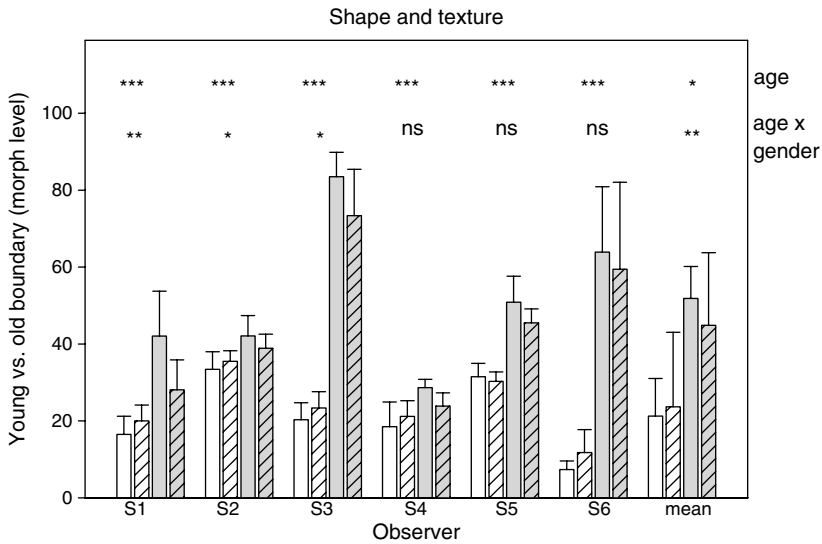 Shape and texture
Young vs. old boundary (morph level)
*** *** *** *** *** *** * age
** * * ns ns ns ** age x
gender
100
80
60
40
20
0
S1 S2 S3 S4 S5 S6 mean
Observer